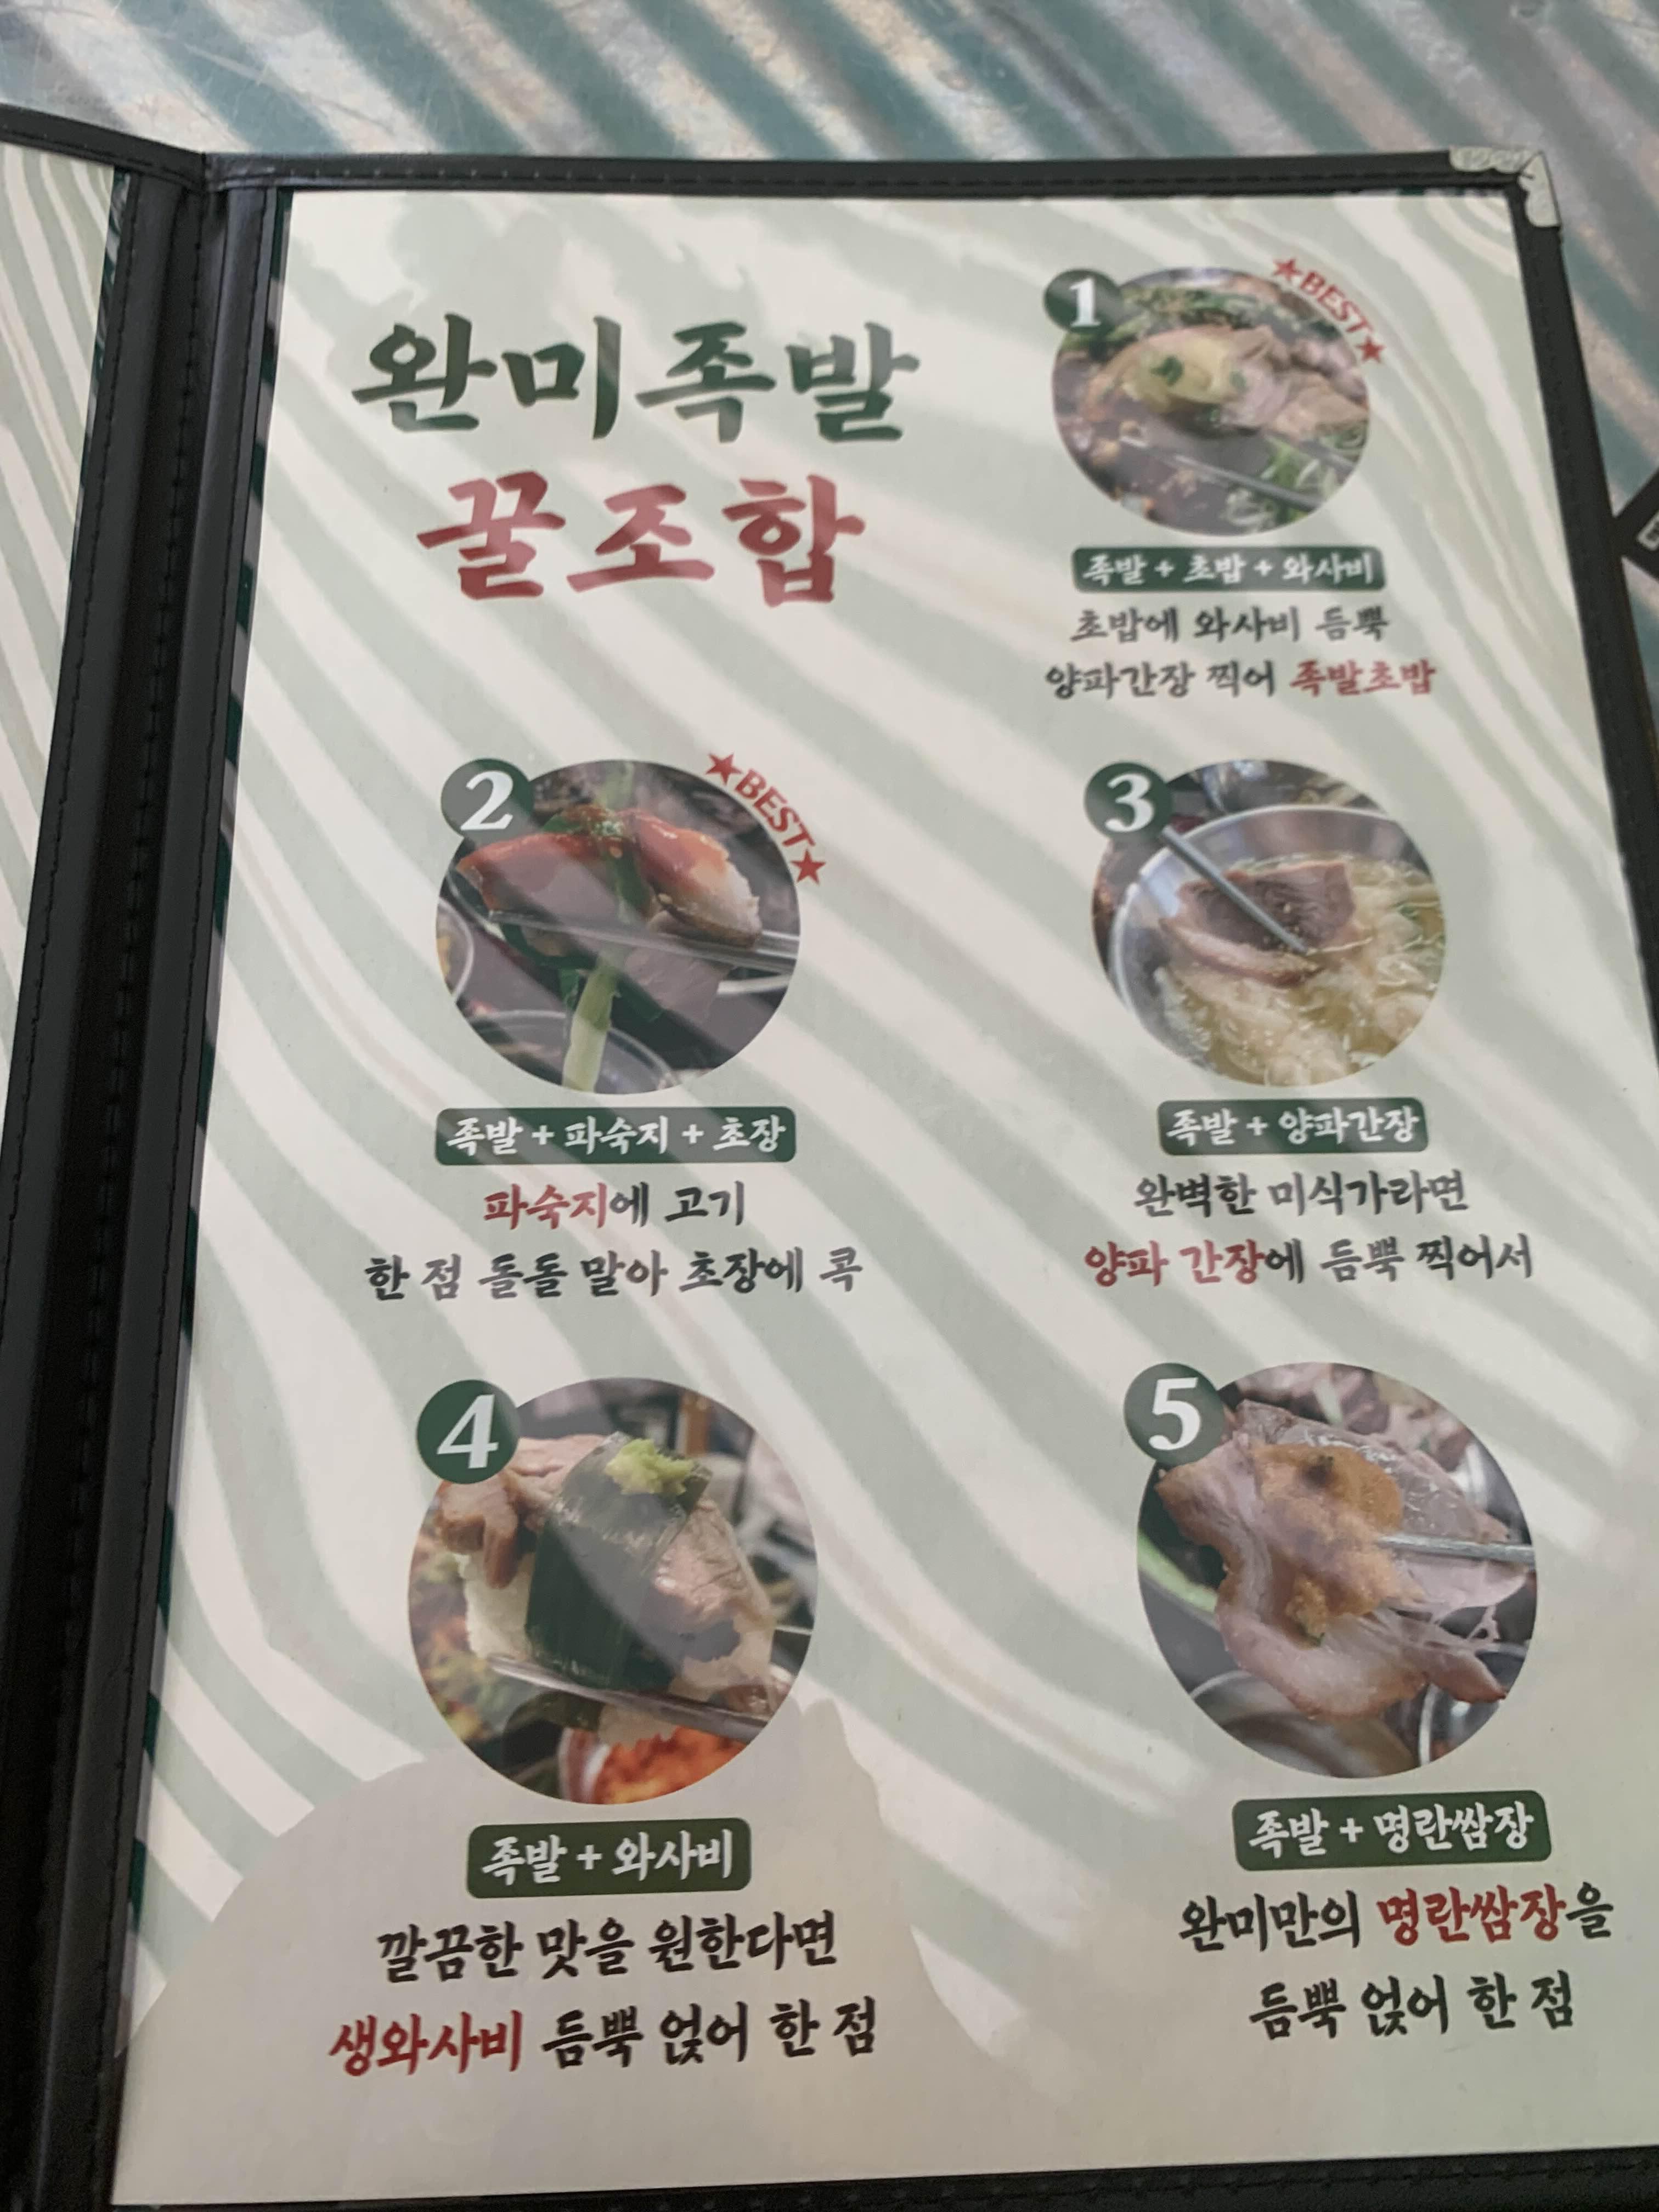 완미족발
꿀조합
1
★BEST★
족발 + 초밥 + 와사비
초밥에 와사비 듬뿍
양파간장 찍어 족발초밥
2
★BEST★
족발 + 파숙지 + 초장
파숙지에 고기
한 점 돌돌 말아 초장에 콕
3
족발 + 양파간장
완벽한 미식가라면
양파 간장에 듬뿍 찍어서
4
족발 + 와사비
깔끔한 맛을 원한다면
생와사비 듬뿍 얹어 한 점
5
족발 + 명란쌈장
완미만의 명란쌈장을
듬뿍 얹어 한 점